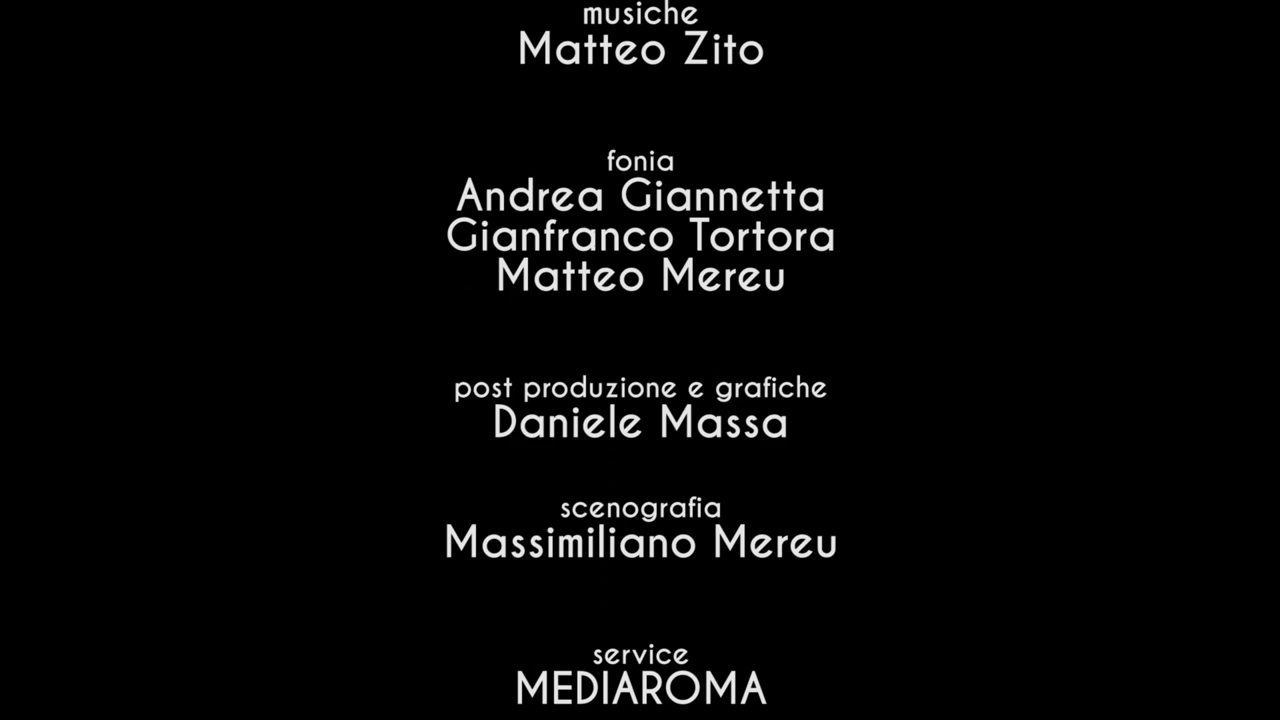 musiche
Matteo Zito
fonia
Andrea Giannetta
Gianfranco Tortora
Matteo Mereu
post produzione e grafiche
Daniele Massa
scenografia
Massimiliano Mereu
service
MEDIAROMA